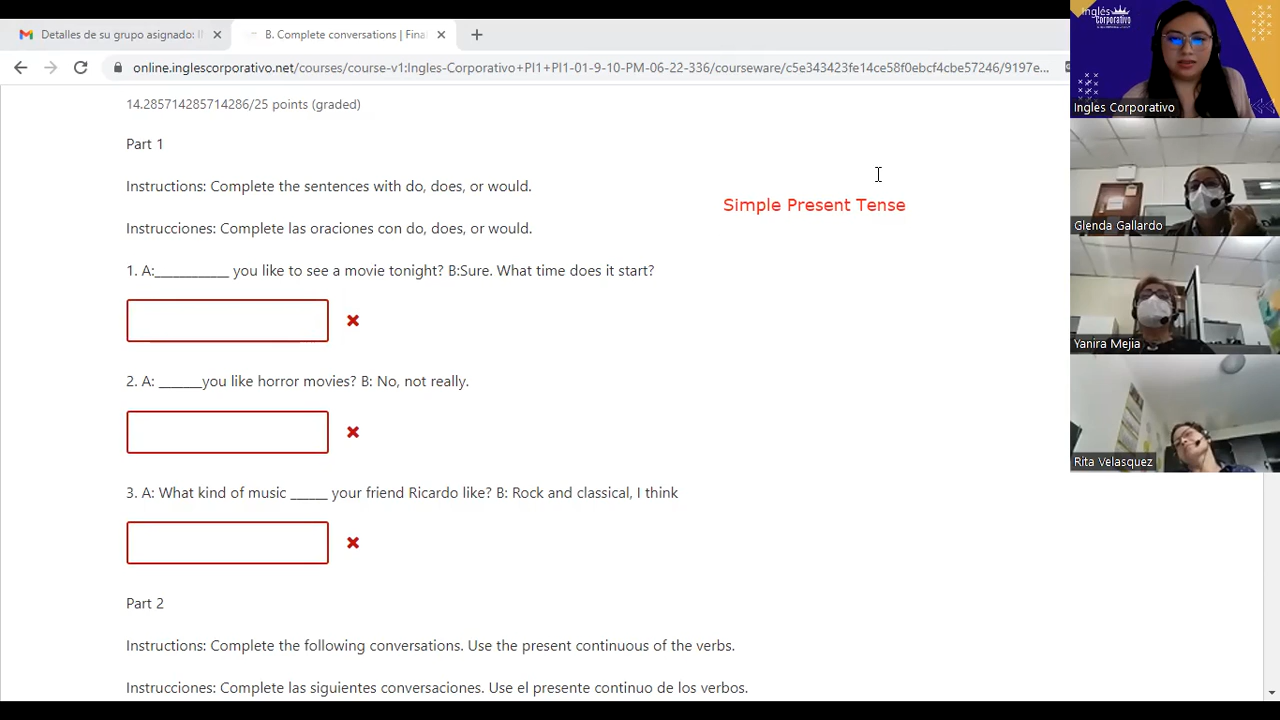 Detalles de su grupo asignado: I
B. Complete conversations | Fina
online.inglescorporativo.net/courses/course-v1:Ingles-Corporativo+PI1+PI1-01-9-10-PM-06-22-336/courseware/c5e343423fe14ce58f0ebcf4cbe57246/9197e...
14.285714285714286/25 points (graded)
Part 1
Instructions: Complete the sentences with do, does, or would.
Simple Present Tense
Instrucciones: Complete las oraciones con do, does, or would.
1. A:___________ you like to see a movie tonight? B:Sure. What time does it start?
2. A: ______you like horror movies? B: No, not really.
3. A: What kind of music _____ your friend Ricardo like? B: Rock and classical, I think
Part 2
Instructions: Complete the following conversations. Use the present continuous of the verbs.
Instrucciones: Complete las siguientes conversaciones. Use el presente continuo de los verbos.
Inglés
Corporativo
Ingles Corporativo
Glenda Gallardo
Yanira Mejia
Rita Velasquez